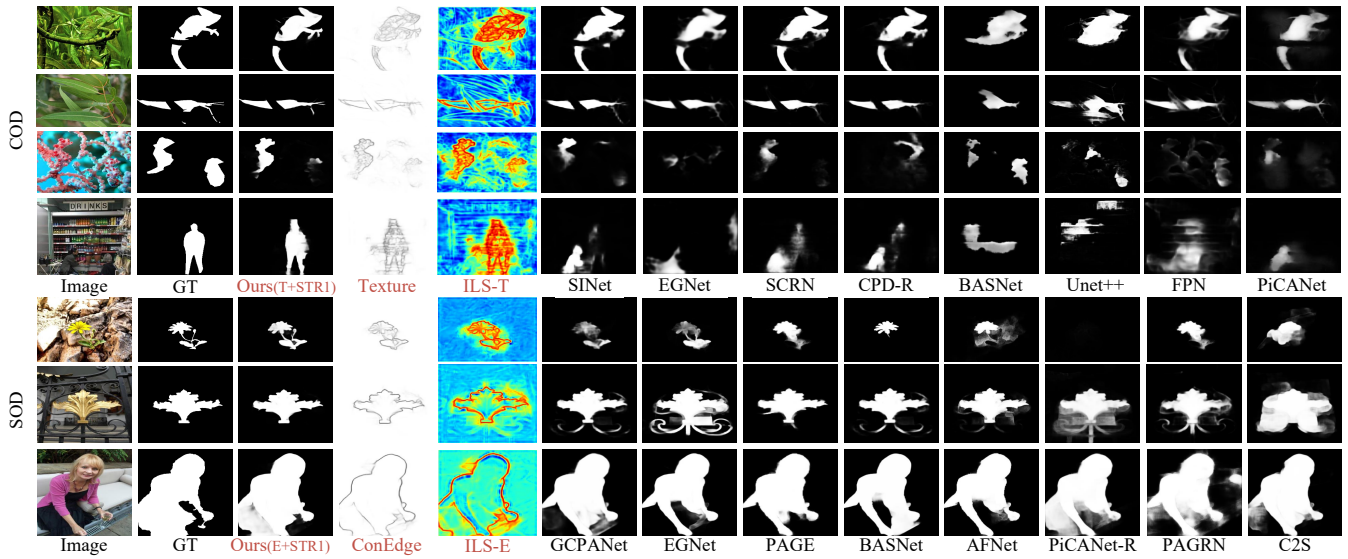 COD
DRINKS
Image GT Ours(T+STR1) Texture ILS-T SINet EGNet SCRN CPD-R BASNet Unet++ FPN PiCANet
SOD
Image GT Ours(E+STR1) ConEdge ILS-E GCPANet EGNet PAGE BASNet AFNet PiCANet-R PAGRN C2S